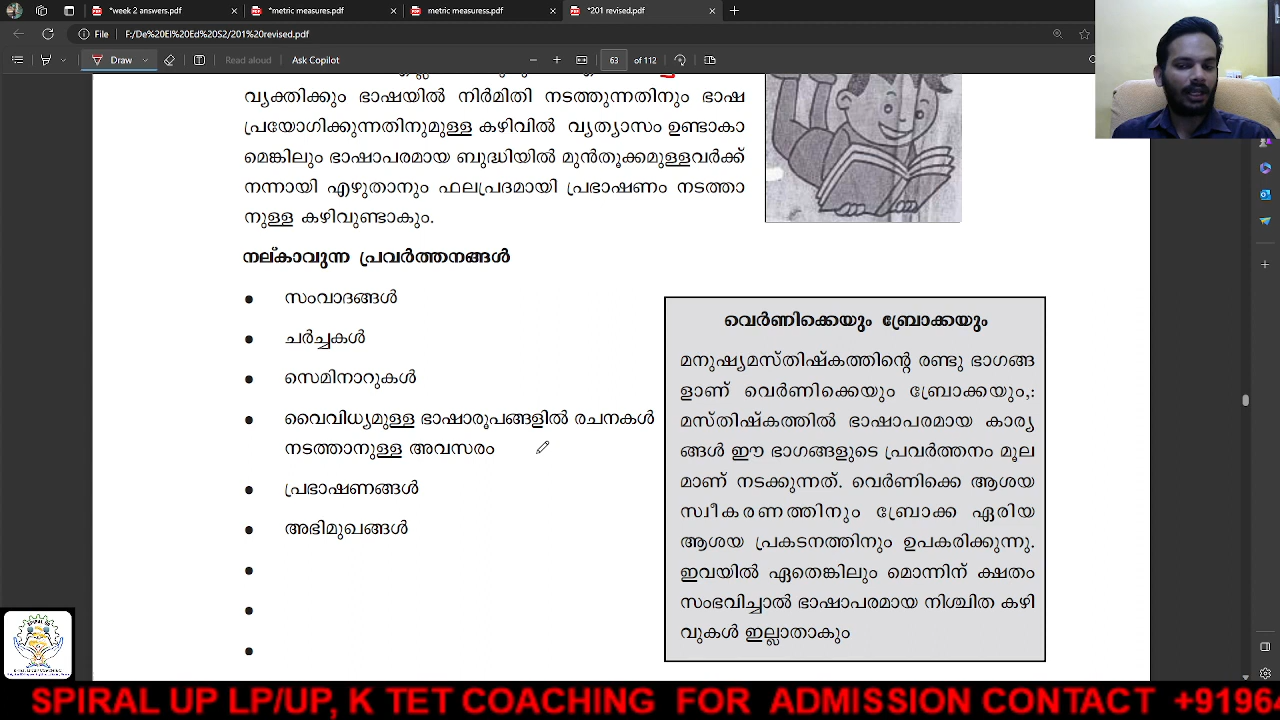 *week 2 answers.pdf
*metric measures.pdf
metric measuress.pdf
*201 revised.pdf
File
F:/De%20El%20Ed%20S2/201%20revised.pdf
Draw
Read aloud
Ask Copilot
63
of 112
വ്യക്തിക്കും ഭാഷയിൽ നിർമിതി നടത്തുന്നതിനും ഭാഷ
പ്രയോഗിക്കുന്നതിനുമുള്ള കഴിവിൽ വ്യത്യാസം ഉണ്ടാകാ
മെങ്കിലും ഭാഷാപരമായ ബുദ്ധിയിൽ മുൻതൂക്കമുള്ളവർക്ക്
നന്നായി എഴുതാനും ഫലപ്രദമായി പ്രഭാഷണം നടത്താ
നുള്ള കഴിവുണ്ടാകും.
നല്കാവുന്ന പ്രവർത്തനങ്ങൾ
• സംവാദങ്ങൾ
• ചർച്ചകൾ
• സെമിനാറുകൾ
• വൈവിധ്യമുള്ള ഭാഷാരൂപങ്ങളിൽ രചനകൾ
നടത്താനുള്ള അവസരം
• പ്രഭാഷണങ്ങൾ
• അഭിമുഖങ്ങൾ
•
•
•
വെർണിക്കെയും ബ്രോക്കയും
മനുഷ്യമസ്തിഷ്കത്തിന്റെ രണ്ടു ഭാഗങ്ങ
ളാണ് വെർണിക്കെയും ബ്രോക്കയും,:
മസ്തിഷ്കത്തിൽ ഭാഷാപരമായ കാര്യ
ങ്ങൾ ഈ ഭാഗങ്ങളുടെ പ്രവർത്തനം മൂല
മാണ് നടക്കുന്നത്. വെർണിക്കെ ആശയ
സ്വീകരണത്തിനും ബ്രോക്ക ഏരിയ
ആശയ പ്രകടനത്തിനും ഉപകരിക്കുന്നു.
ഇവയിൽ ഏതെങ്കിലും മൊന്നിന് ക്ഷതം
സംഭവിച്ചാൽ ഭാഷാപരമായ നിശ്ചിത കഴി
വുകൾ ഇല്ലാതാകും
SPIRAL UP LP/UP, K TET COACHING FOR ADMISSION CONTACT +9196